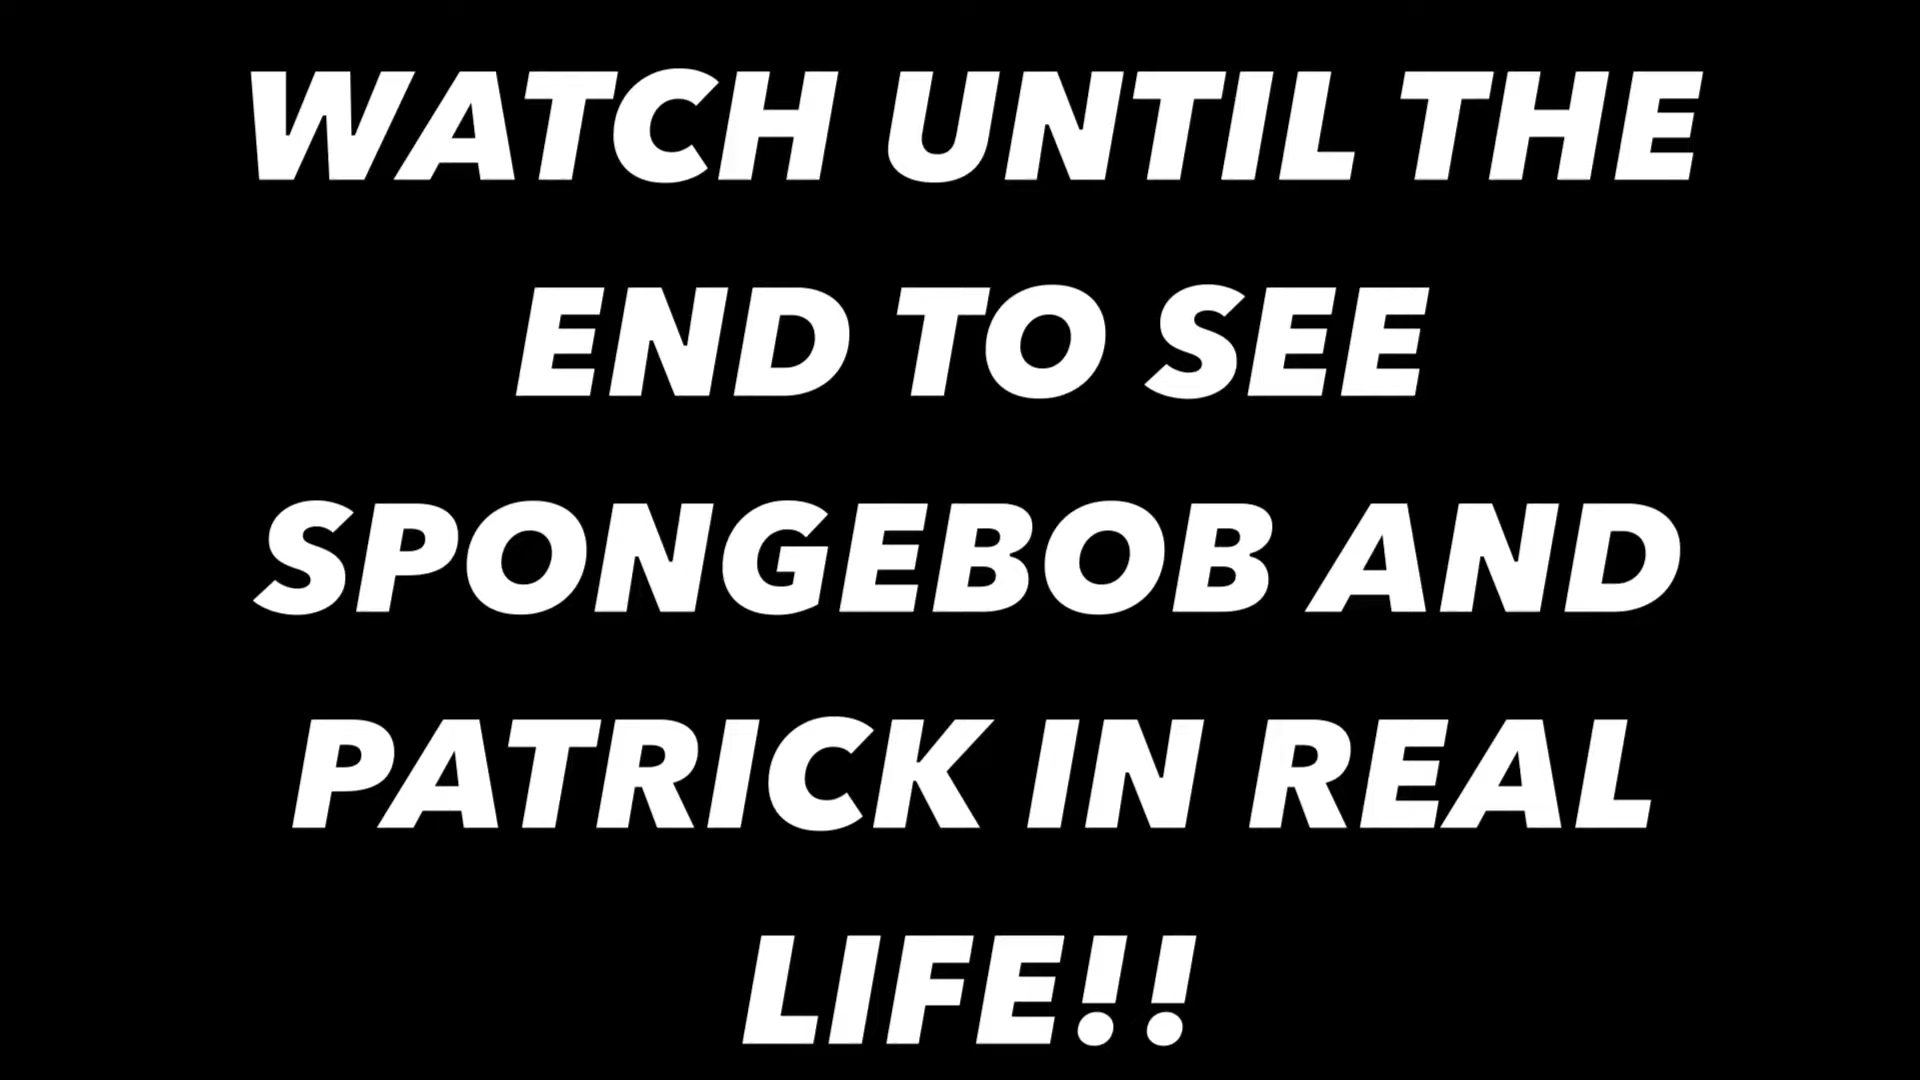 WATCH UNTIL THE
END TO SEE
SPONGEBOB AND
PATRICK IN REAL
LIFE!!